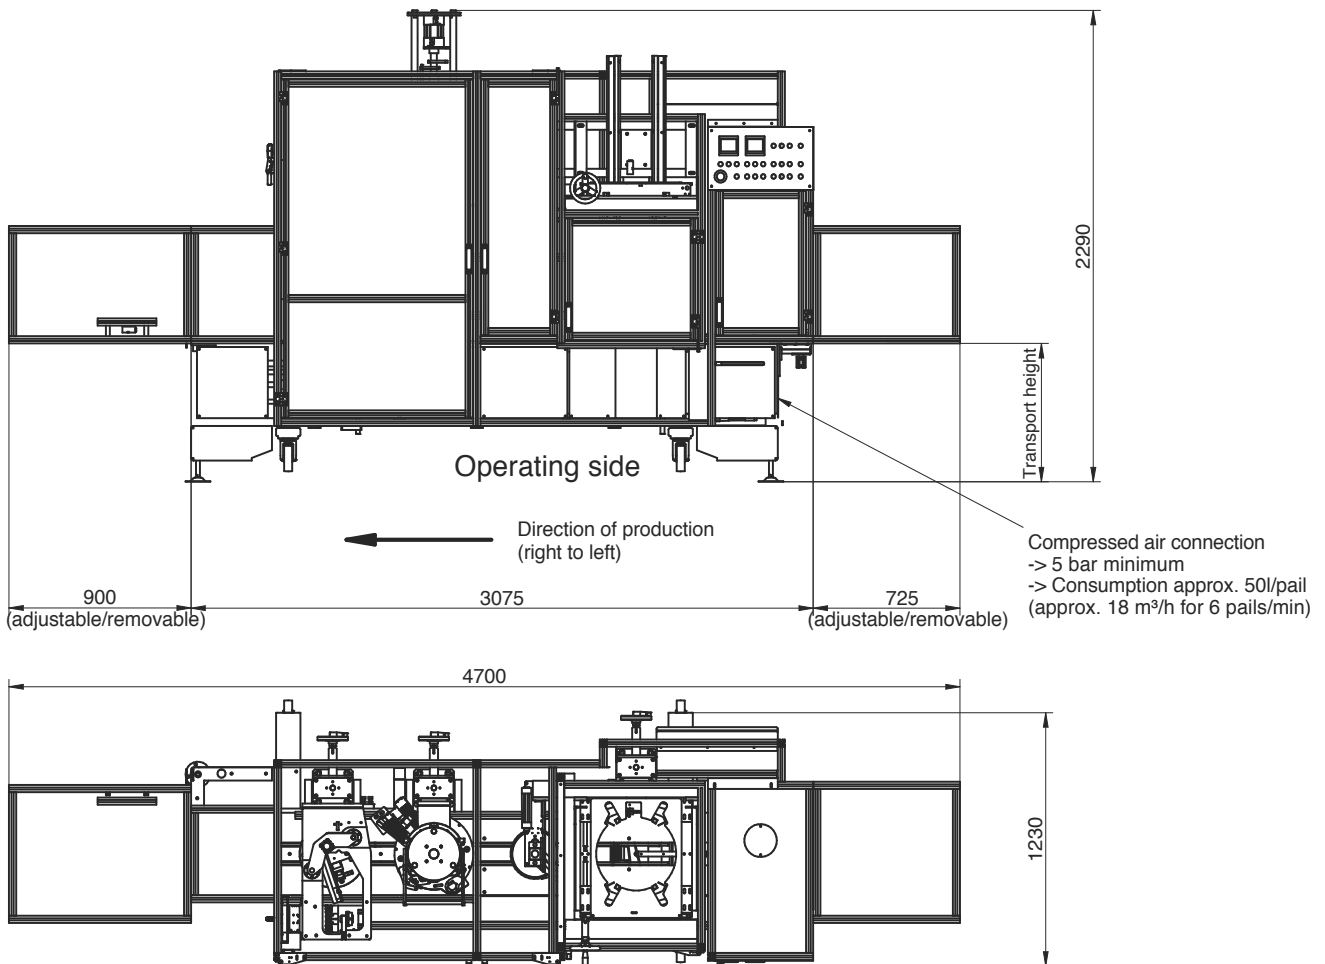 2290
Transport height
Operating side
Direction of production
(right to left)
Compressed air connection
-> 5 bar minimum
-> Consumption approx. 50l/pail
(approx. 18 m³/h for 6 pails/min)
900
(adjustable/removable)
3075
725
(adjustable/removable)
4700
1230